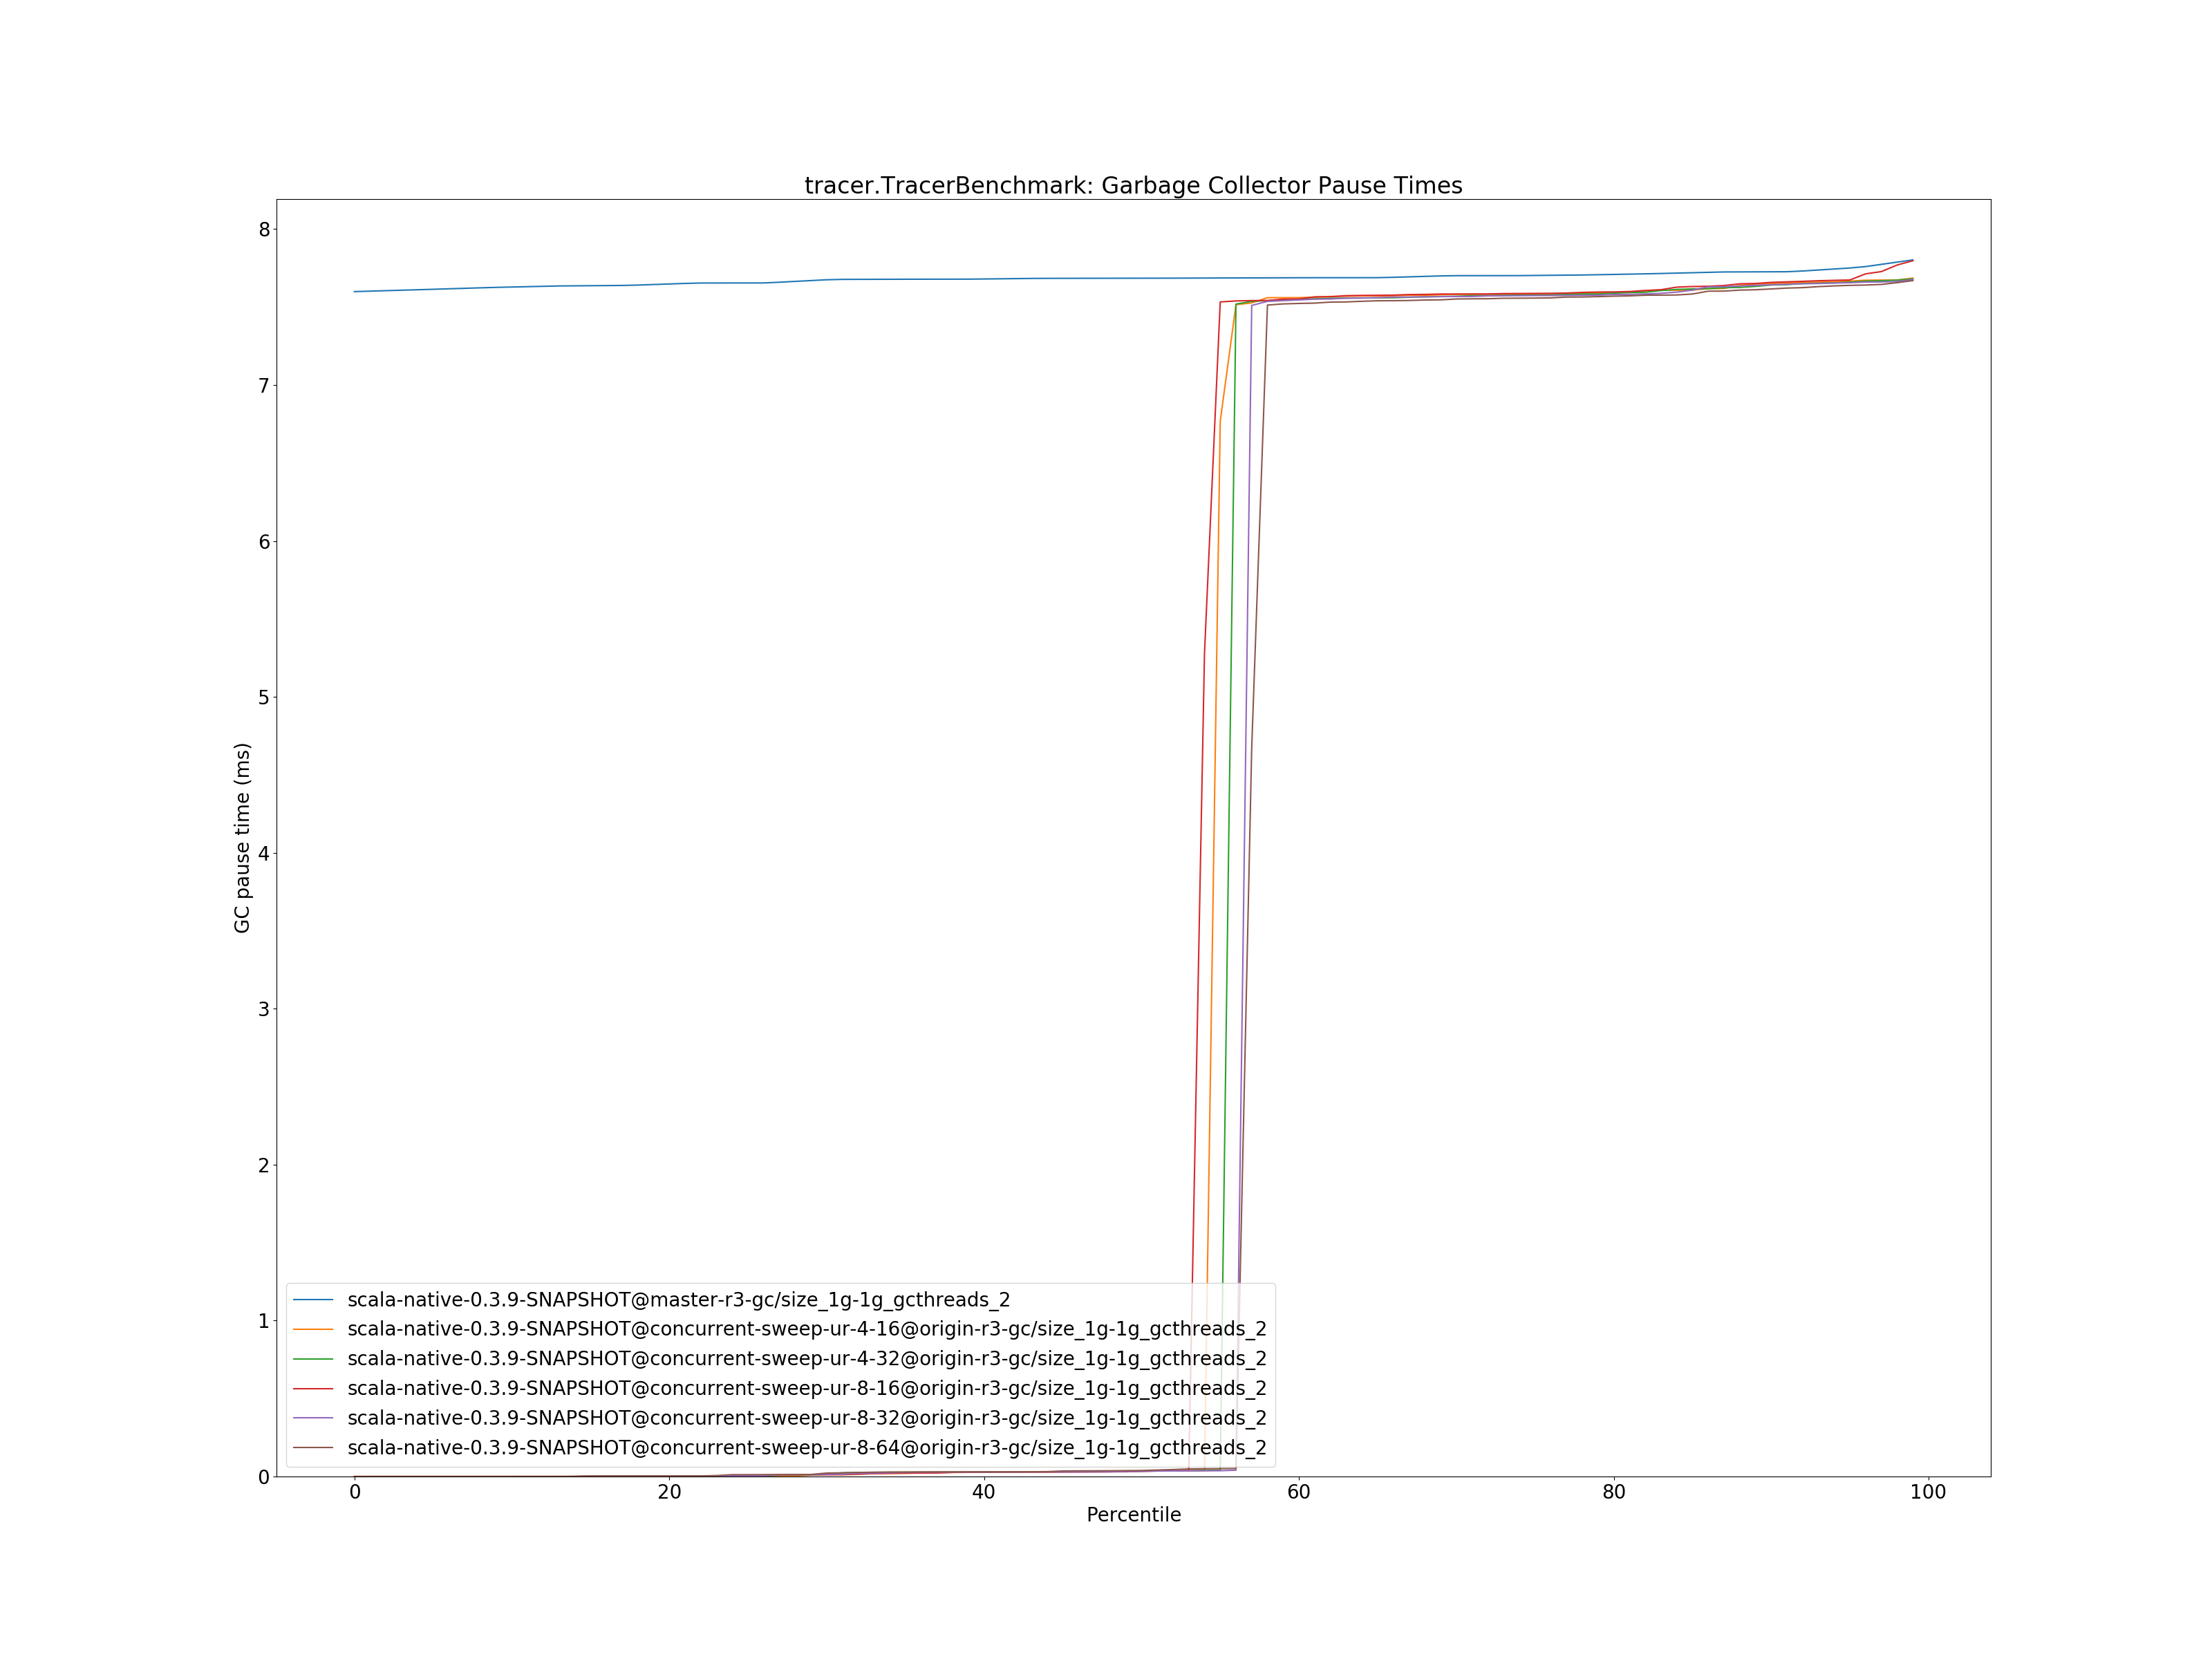 tracer.TracerBenchmark: Garbage Collector Pause Times
8
7
6
5
4
3
2
1
0
GC pause time (ms)
scala-native-0.3.9-SNAPSHOT@master-r3-gc/size_1g-1g_gcthreads_2
scala-native-0.3.9-SNAPSHOT@concurrent-sweep-ur-4-16@origin-r3-gc/size_1g-1g_gcthreads_2
scala-native-0.3.9-SNAPSHOT@concurrent-sweep-ur-4-32@origin-r3-gc/size_1g-1g_gcthreads_2
scala-native-0.3.9-SNAPSHOT@concurrent-sweep-ur-8-16@origin-r3-gc/size_1g-1g_gcthreads_2
scala-native-0.3.9-SNAPSHOT@concurrent-sweep-ur-8-32@origin-r3-gc/size_1g-1g_gcthreads_2
scala-native-0.3.9-SNAPSHOT@concurrent-sweep-ur-8-64@origin-r3-gc/size_1g-1g_gcthreads_2
0 20 40 60 80 100
Percentile